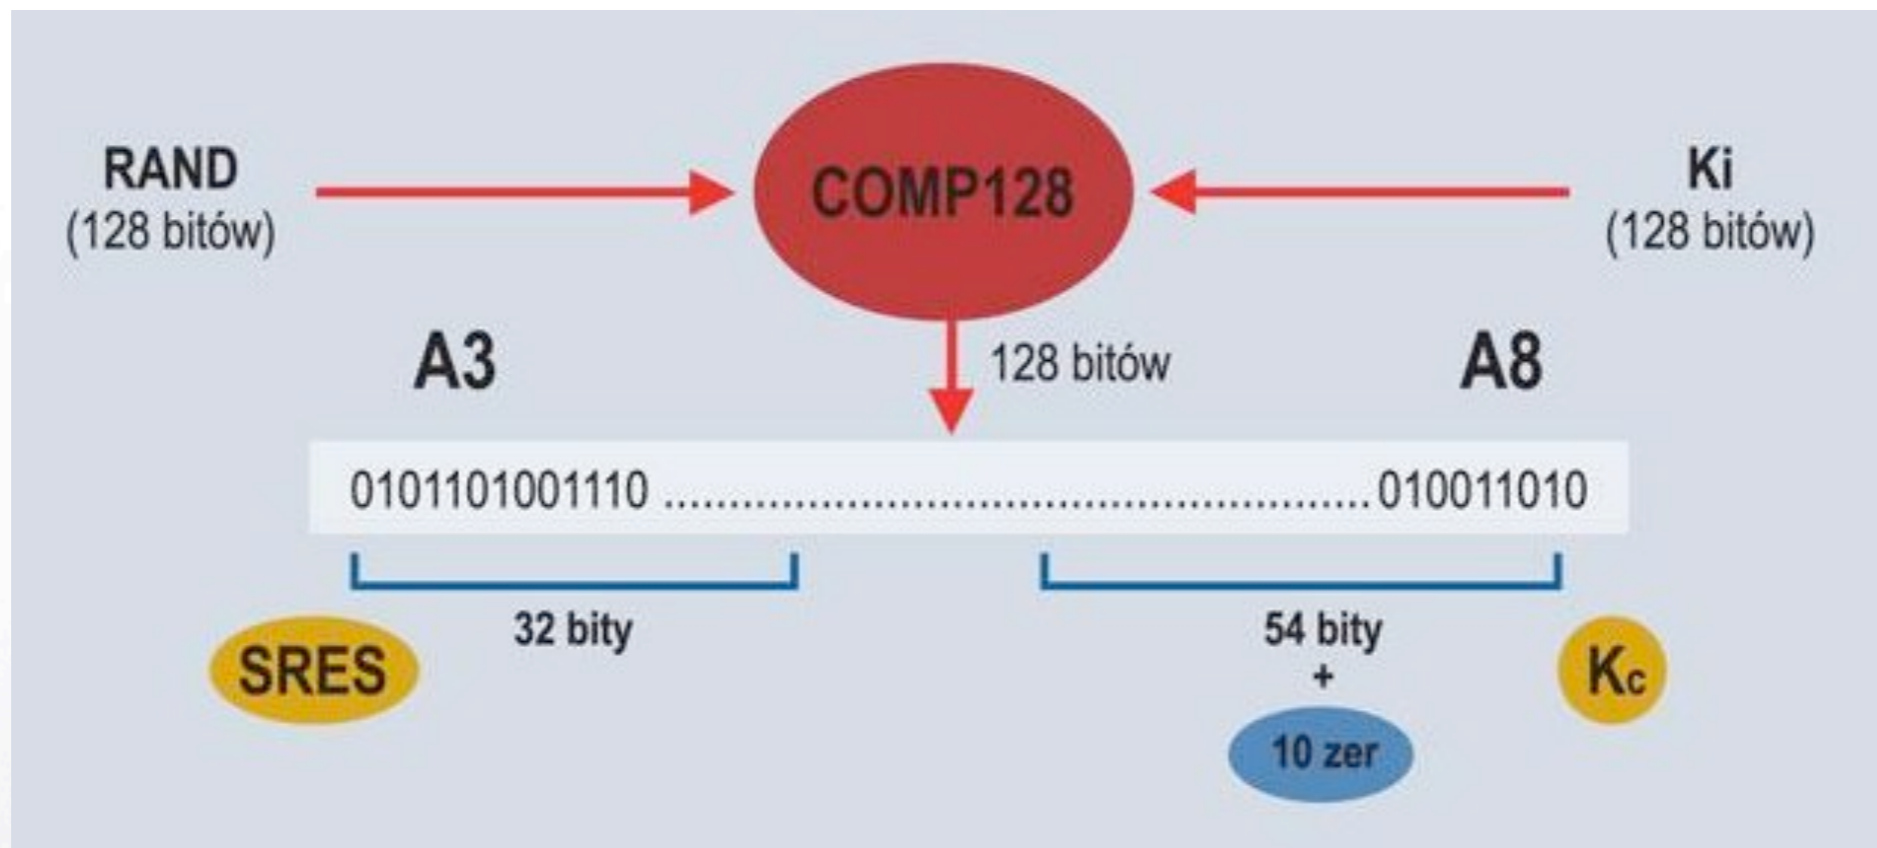 RAND
(128 bitów)
COMP128
Ki
(128 bitów)
A3
128 bitów
A8
0101101001110 ........................................................ 010011010
32 bity
54 bity
+
10 zer
SRES
Kc